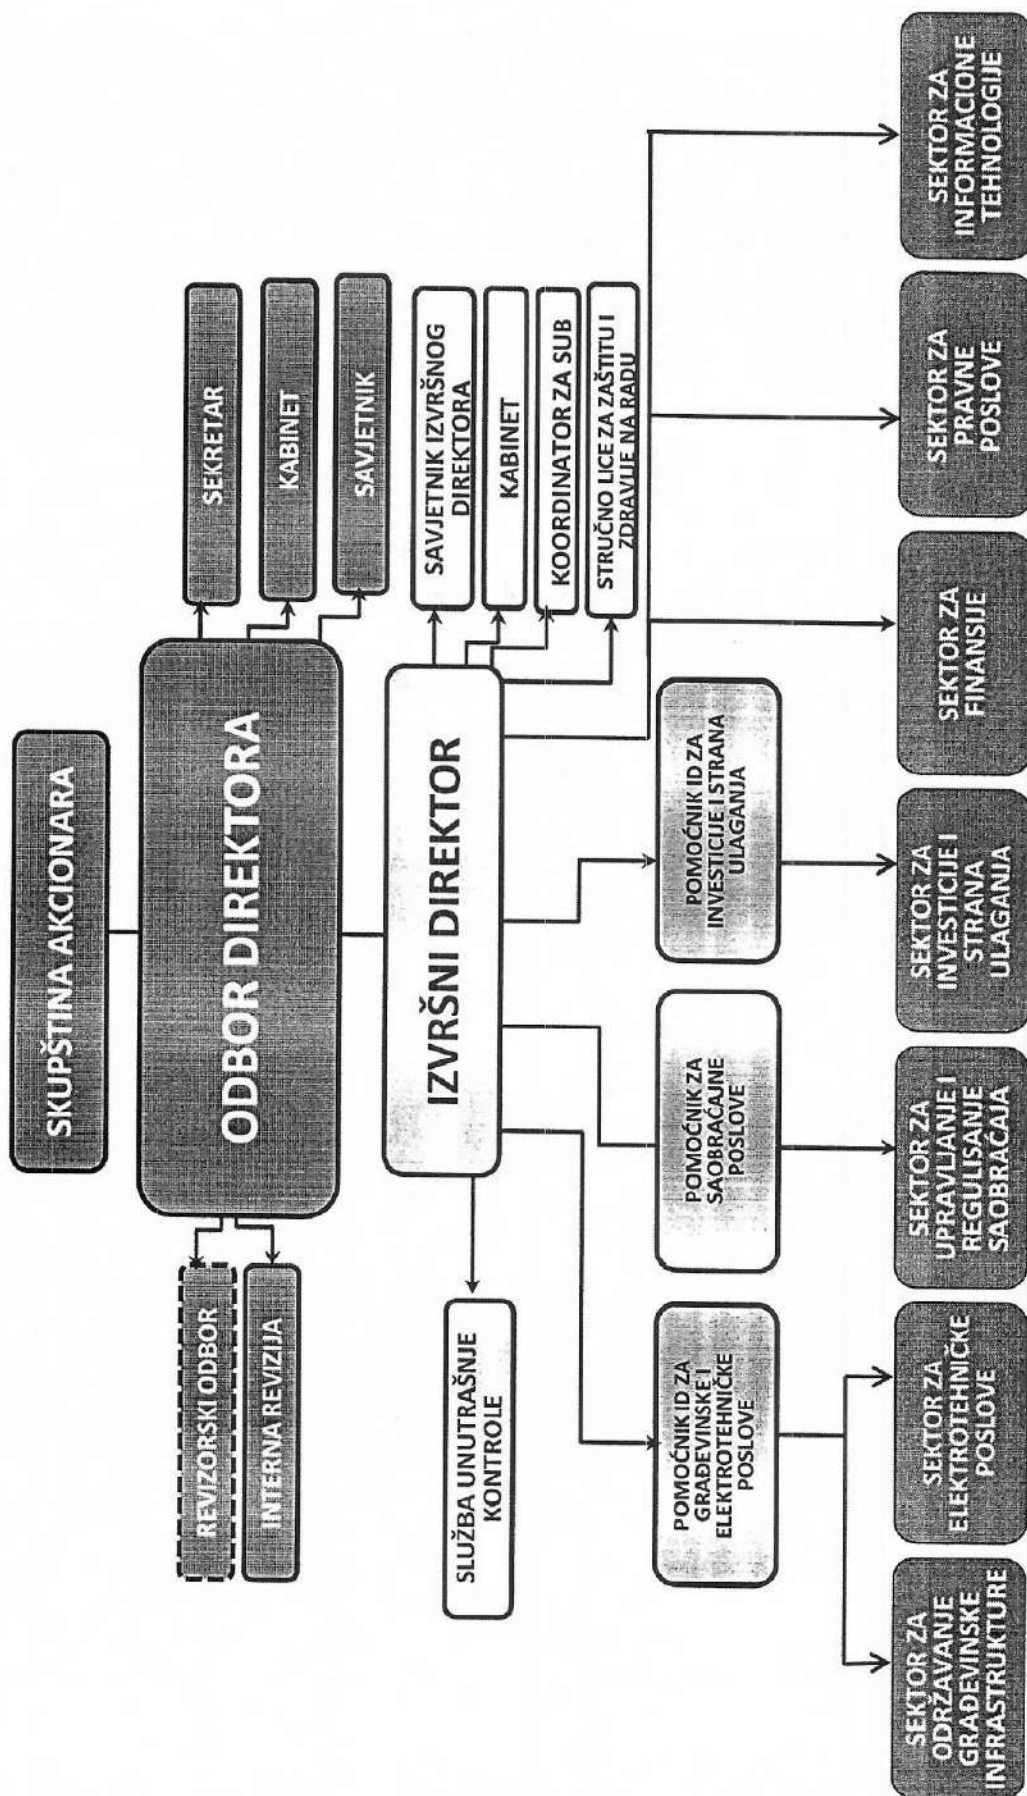 SKUPŠTINA AKCIONARA
REVIZORSKI ODBOR
INTERNA REVIZIJA
ODBOR DIREKTORA
SEKRETAR
KABINET
SAVJETNIK
SLUŽBA UNUTRAŠNJE
KONTROLE
IZVRŠNI DIREKTOR
SAVJETNIK IZVRŠNOG
DIREKTORA
KABINET
KOORDINATOR ZA SUB
STRUČNO LICE ZA ZAŠTITU I
ZDRAVLJE NA RADU
POMOĆNIK ID ZA
GRAĐEVINSKE I
ELEKTROTEHNIČKE
POSLOVE
POMOĆNIK ZA
SAOBRAĆAJNE
POSLOVE
POMOĆNIK ID ZA
INVESTICIJE I STRANA
ULAGANJA
SEKTOR ZA
ODRŽAVANJE
GRAĐEVINSKE
INFRASTRUKTURE
SEKTOR ZA
ELEKTROTEHNIČKE
POSLOVE
SEKTOR ZA
UPRAVLJANJE I
REGULISANJE
SAOBRAĆAJA
SEKTOR ZA
INVESTICIJE I
STRANA
ULAGANJA
SEKTOR ZA
FINANSIJE
SEKTOR ZA
PRAVNE
POSLOVE
SEKTOR ZA
INFORMACIONE
TEHNOLOGIJE